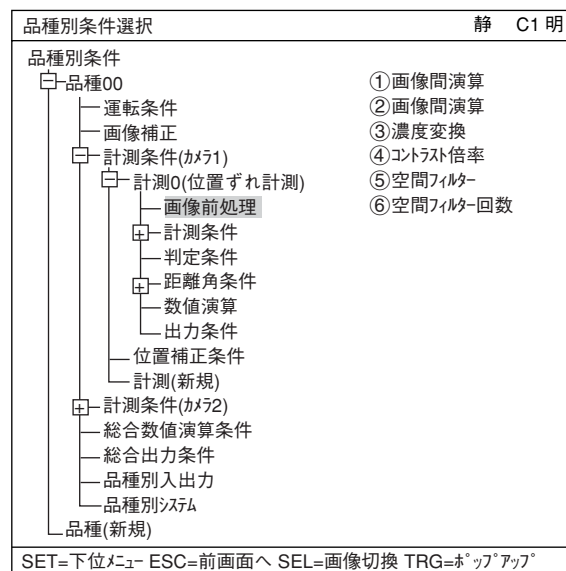 品種別条件選択 静 C1 明
品種別条件
品種00
運転条件
画像補正
計測条件(ｶﾒﾗ1)
計測0(位置ずれ計測)
画像前処理
計測条件
判定条件
距離角条件
数値演算
出力条件
位置補正条件
計測(新規)
計測条件(ｶﾒﾗ2)
総合数値演算条件
総合出力条件
品種別入出力
品種別ｼｽﾃﾑ
品種(新規)
①画像間演算
②画像間演算
③濃度変換
④ｺﾝﾄﾗｽﾄ倍率
⑤空間ﾌｨﾙﾀｰ
⑥空間ﾌｨﾙﾀｰ回数
SET=下位ﾒﾆｭｰ ESC=前画面へ SEL=画像切換 TRG=ﾎﾟｯﾌﾟｱｯﾌﾟ